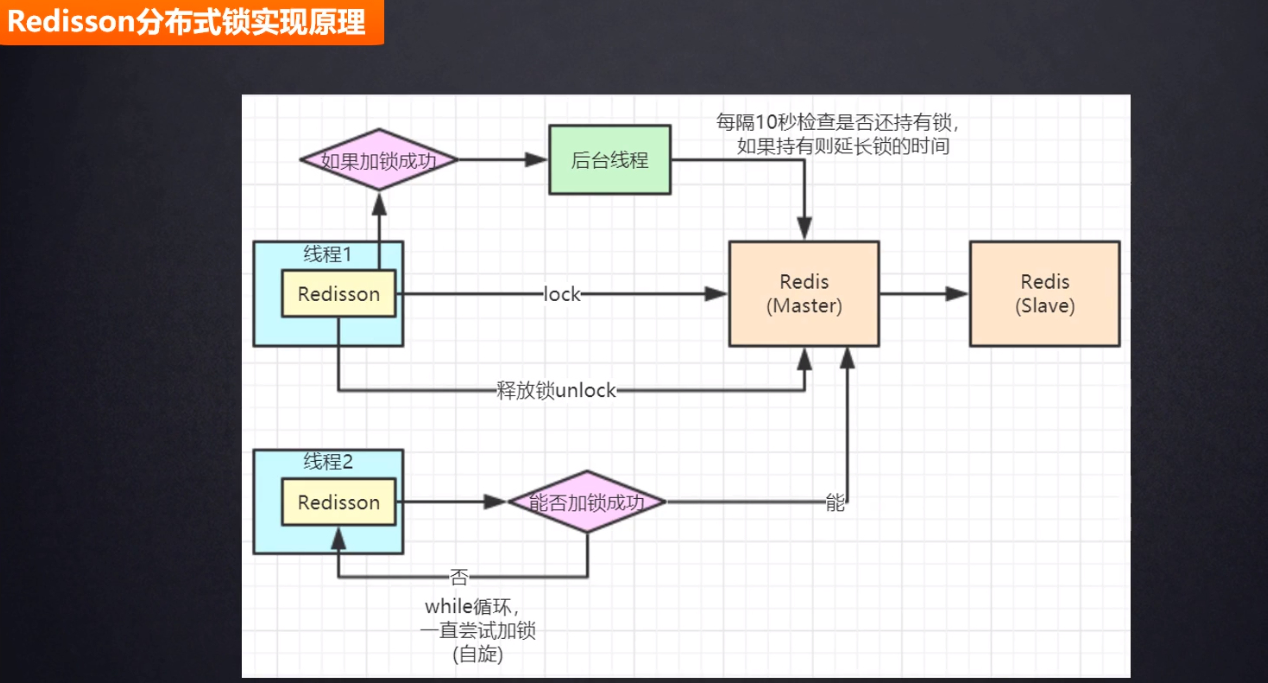 Redisson分布式锁实现原理
每隔10秒检查是否还持有锁，
如果持有则延长锁的时间
如果加锁成功
后台线程
线程1
Redisson
lock
Redis
(Master)
Redis
(Slave)
释放锁unlock
线程2
Redisson
能否加锁成功
能
否
while循环，
一直尝试加锁
(自旋)